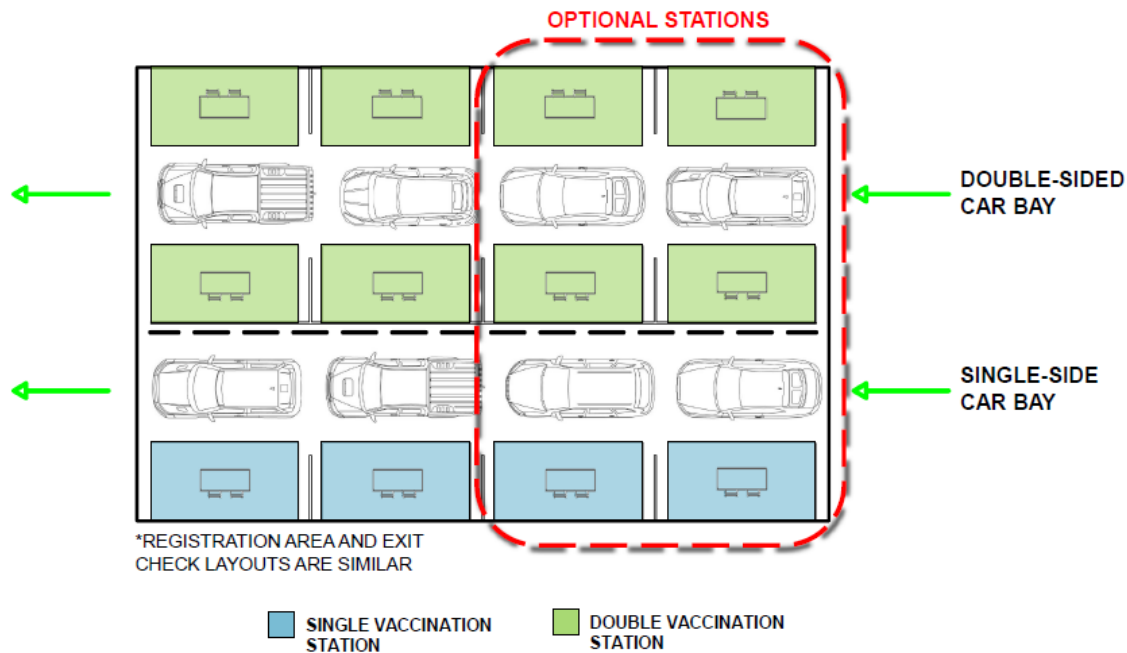 OPTIONAL STATIONS
DOUBLE-SIDED
CAR BAY
SINGLE-SIDE
CAR BAY
*REGISTRATION AREA AND EXIT
CHECK LAYOUTS ARE SIMILAR
SINGLE VACCINATION
STATION
DOUBLE VACCINATION
STATION